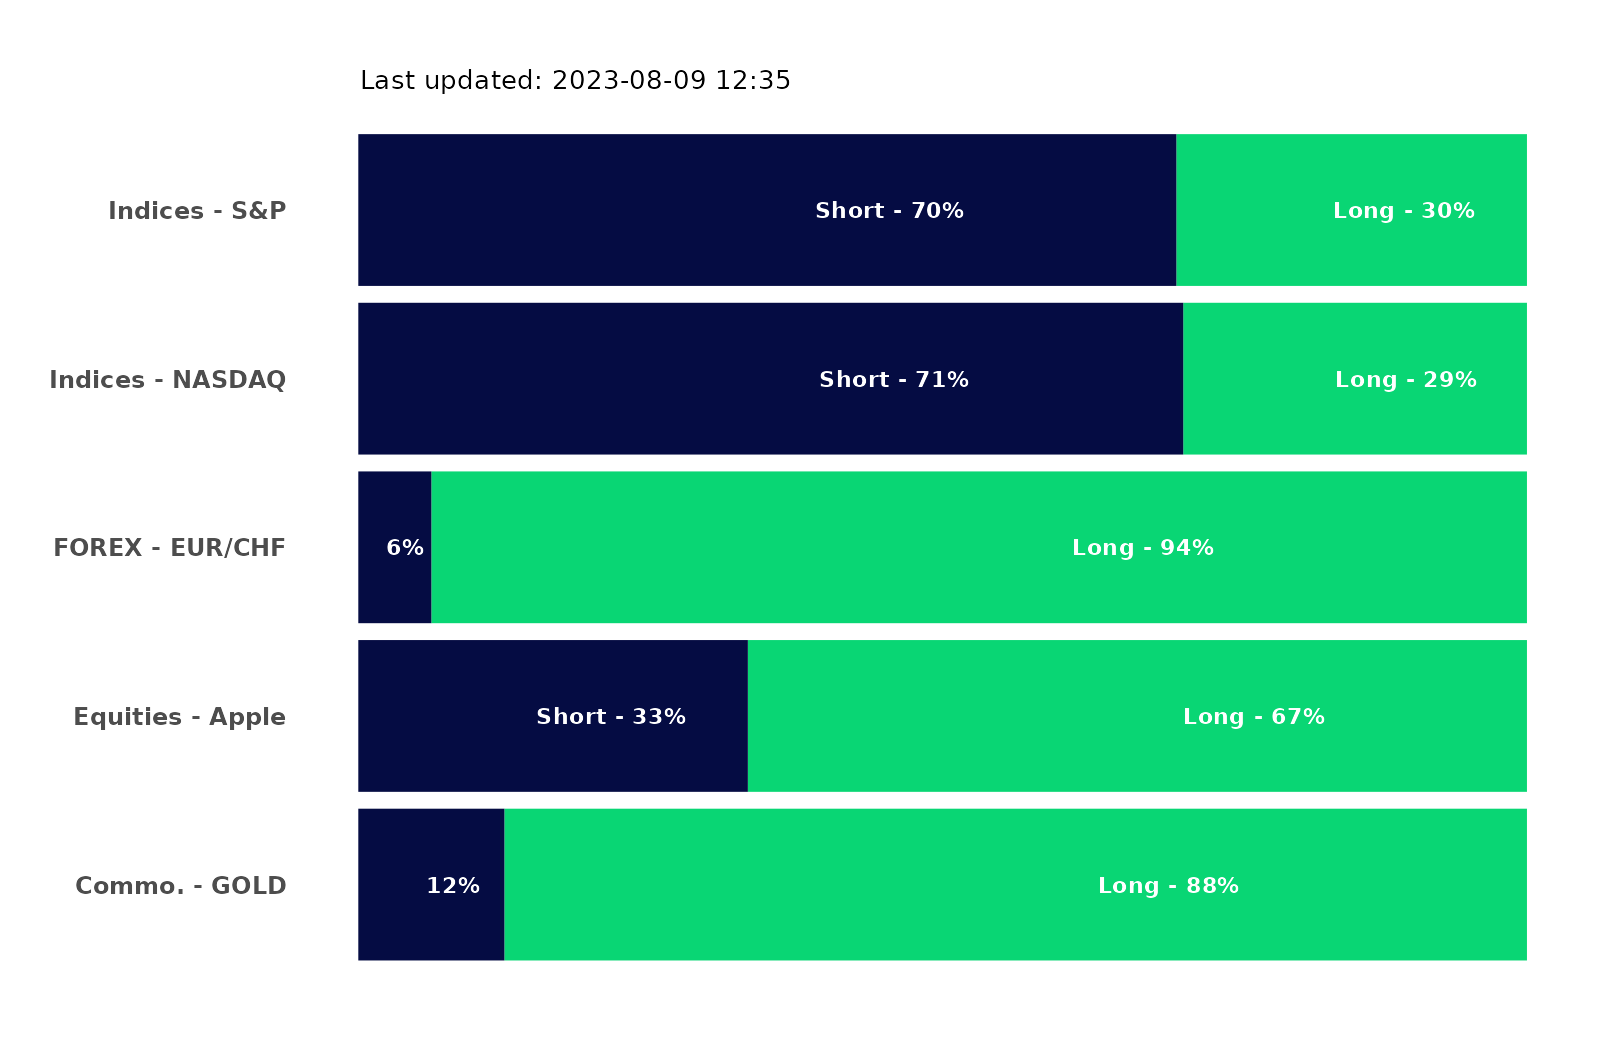 Last updated: 2023-08-09 12:35
Indices - S&P Short - 70% Long - 30%
Indices - NASDAQ Short - 71% Long - 29%
FOREX - EUR/CHF 6% Long - 94%
Equities - Apple Short - 33% Long - 67%
Commo. - GOLD 12% Long - 88%